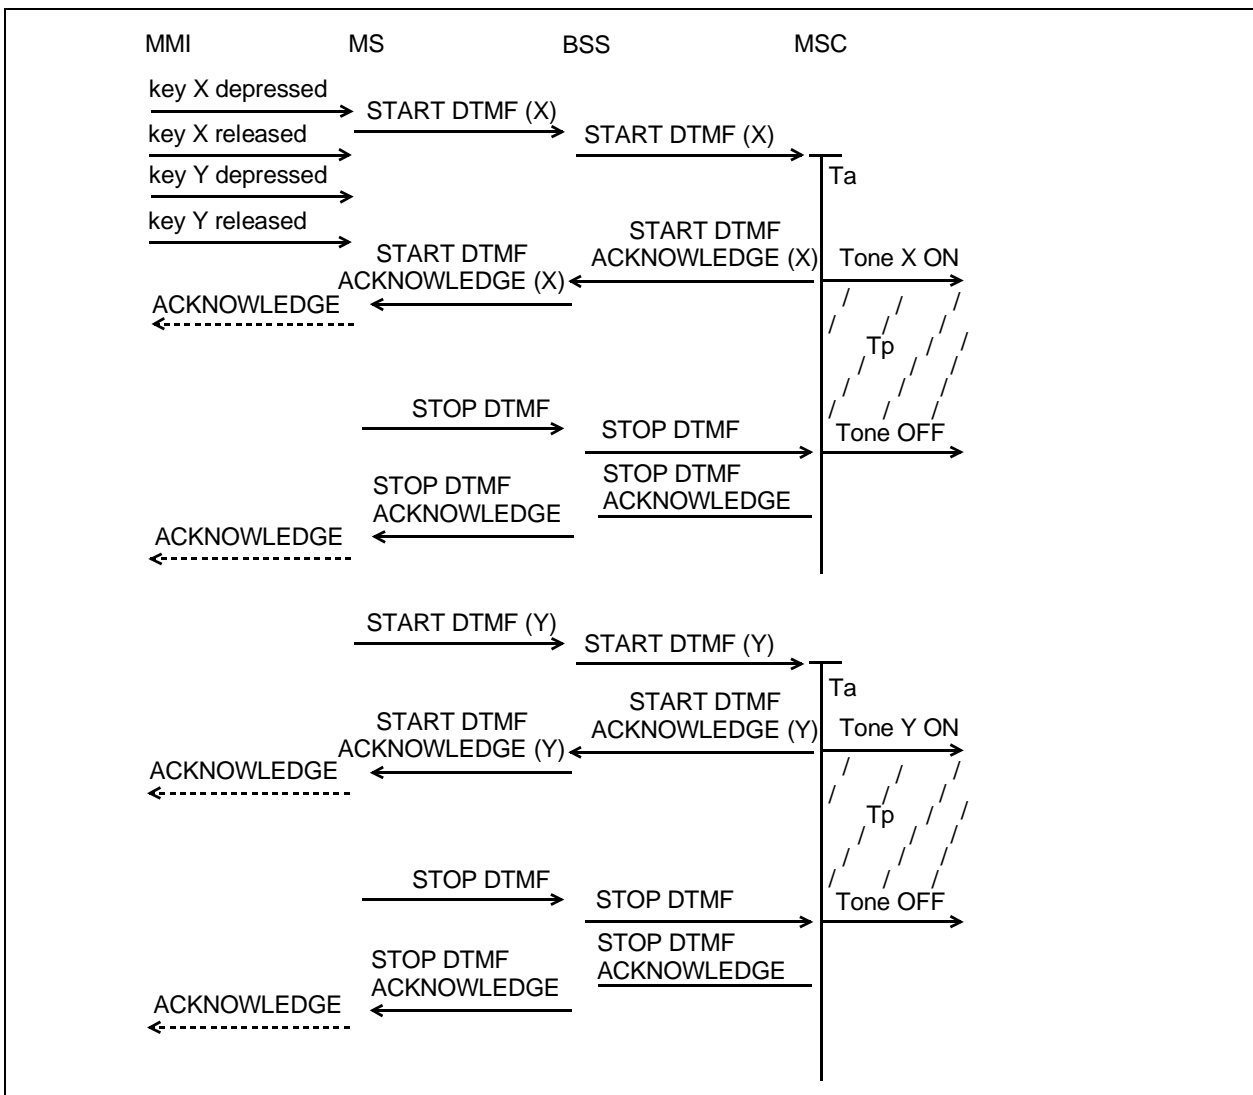 MMI MS BSS MSC
key X depressed
START DTMF (X)
key X released
START DTMF (X)
key Y depressed
Ta
key Y released
START DTMF
ACKNOWLEDGE (X)
Tone X ON
START DTMF
ACKNOWLEDGE (X)
ACKNOWLEDGE
Tp
STOP DTMF
STOP DTMF
Tone OFF
STOP DTMF
ACKNOWLEDGE
STOP DTMF
ACKNOWLEDGE
ACKNOWLEDGE
START DTMF (Y)
START DTMF (Y)
Ta
START DTMF
ACKNOWLEDGE (Y)
Tone Y ON
START DTMF
ACKNOWLEDGE (Y)
ACKNOWLEDGE
Tp
STOP DTMF
STOP DTMF
Tone OFF
STOP DTMF
ACKNOWLEDGE
STOP DTMF
ACKNOWLEDGE
ACKNOWLEDGE